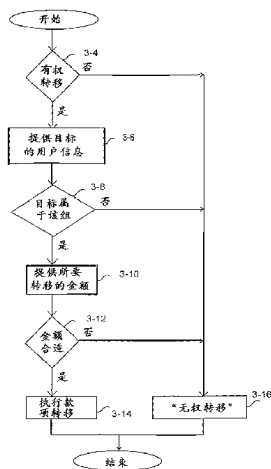 开始
3-4
有权
转移
否
是
提供目标
的用户信息
3-6
3-8
目标属
于该组
否
是
3-10
提供所要
转移的金额
3-12
金额
合适
否
是
执行款
项转移
3-14
3-16
“无权转移”
结束